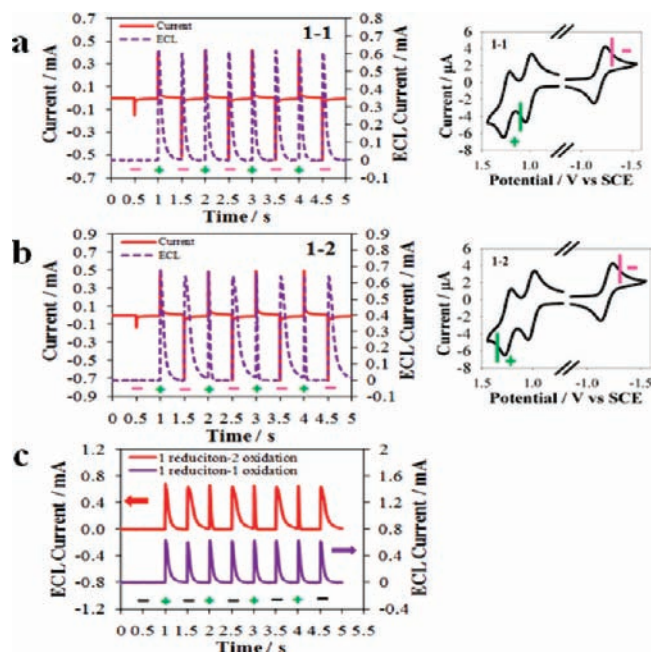 a
1-1
Current
ECL
Current / mA
0.7
0.5
0.3
0.1
-0.1
-0.3
-0.5
-0.7
0.8
0.7
0.6
0.5
0.4
0.3
0.2
0.1
0
-0.1
ECL Current / mA
- + - + - + - + -
0 0.5 1 1.5 2 2.5 3 3.5 4 4.5 5
Time / s
1-1
Current / μA
6
4
2
0
-2
-4
-6
-8
+
-
1.5 1.0 -1.0 -1.5
Potential / V vs SCE
b
1-2
Current
ECL
Current / mA
0.9
0.7
0.5
0.3
0.1
-0.1
-0.3
-0.5
-0.7
-0.9
0.9
0.8
0.7
0.6
0.5
0.4
0.3
0.2
0.1
0
-0.1
ECL Current / mA
- + - + - + - + -
0 0.5 1 1.5 2 2.5 3 3.5 4 4.5 5
Time / s
1-2
Current / μA
6
4
2
0
-2
-4
-6
-8
+
-
1.5 1.0 -1.0 -1.5
Potential / V vs SCE
c
1 reduciton-2 oxidation
1 reduciton-1 oxidation
ECL Current / mA
1.2
0.8
0.4
0.0
-0.4
-0.8
-1.2
2
1.6
1.2
0.8
0.4
0
-0.4
ECL Current / mA
- + - + - + - + -
0 0.5 1 1.5 2 2.5 3 3.5 4 4.5 5 5.5
Time / s